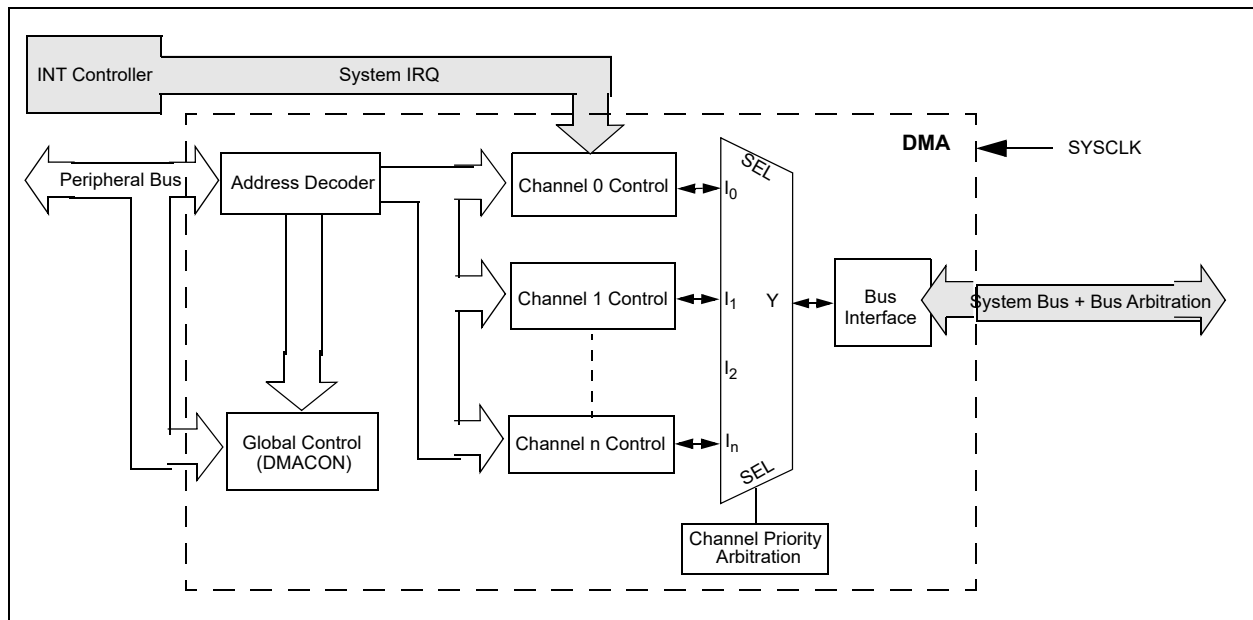 INT Controller
System IRQ
DMA
SYSCLK
Peripheral Bus
Address Decoder
Channel 0 Control
SEL
I0
Channel 1 Control
I1
Y
Bus
Interface
System Bus + Bus Arbitration
I2
Global Control
(DMACON)
Channel n Control
In
SEL
Channel Priority
Arbitration